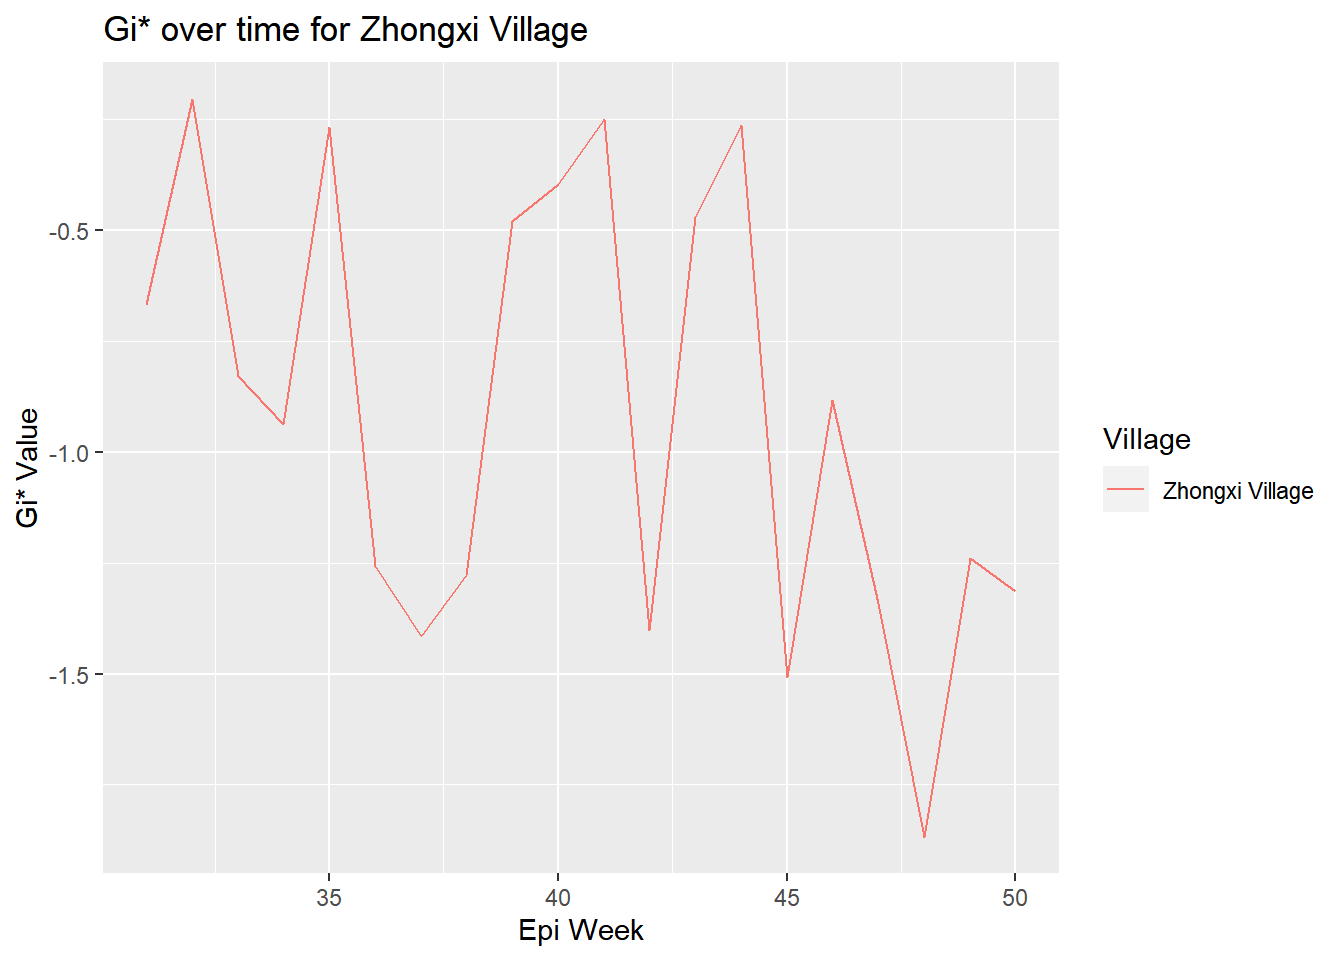 Gi* over time for Zhongxi Village
Gi* Value
-0.5
-1.0
-1.5
35
40
45
50
Epi Week
Village
Zhongxi Village